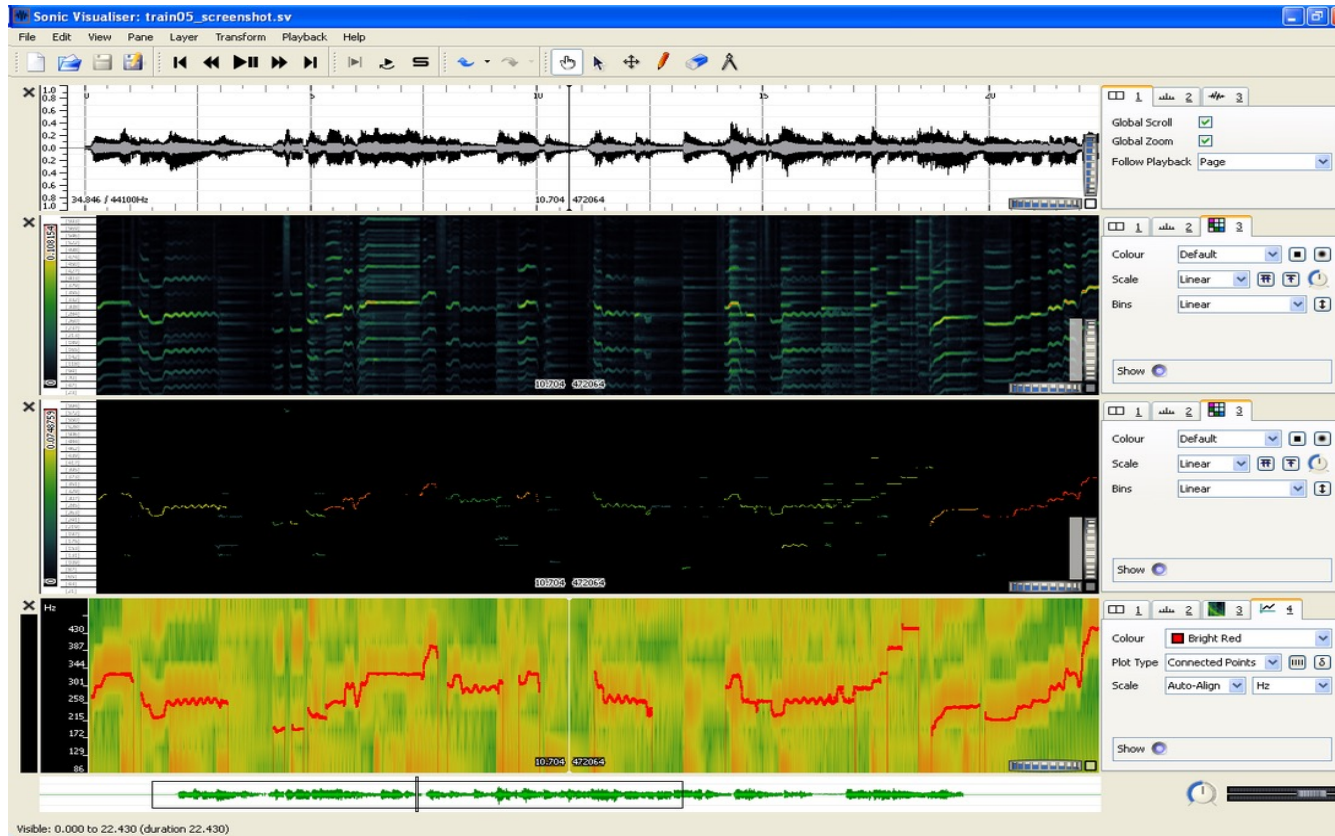 Sonic Visualiser: train05_screenshot.sv
File Edit View Pane Layer Transform Playback Help
1.0
0.8
0.6
0.4
0.2
0.0
0.2
0.4
0.6
0.8
1.0
0 5 10 15 20
34.846 / 44100Hz
10.704 472064
1 2 3
Global Scroll
Global Zoom
Follow Playback Page
0.108154
0
10.704 472064
1 2 3
Colour Default
Scale Linear
Bins Linear
Show
0.0748759
0
10.704 472064
1 2 3
Colour Default
Scale Linear
Bins Linear
Show
Hz
430
387
344
301
258
215
172
129
86
10.704 472064
1 2 3 4
Colour Bright Red
Plot Type Connected Points
Scale Auto-Align Hz
Show
Visible: 0.000 to 22.430 (duration 22.430)